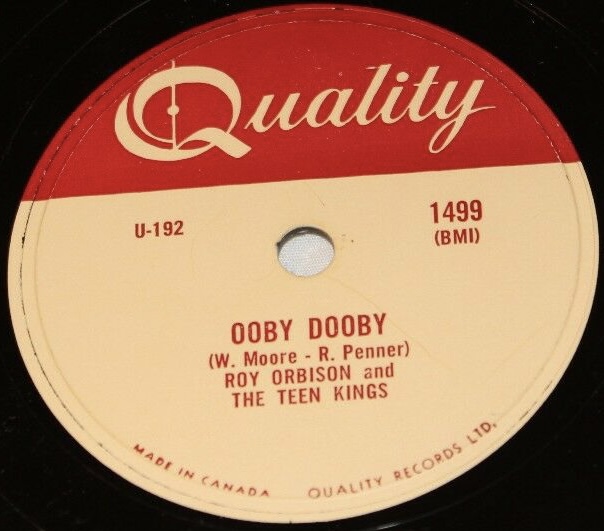 Quality
U-192
1499
(BMI)
OOBY DOOBY
(W. Moore - R. Penner)
ROY ORBISON and
THE TEEN KINGS
MADE IN CANADA
QUALITY RECORDS LTD.